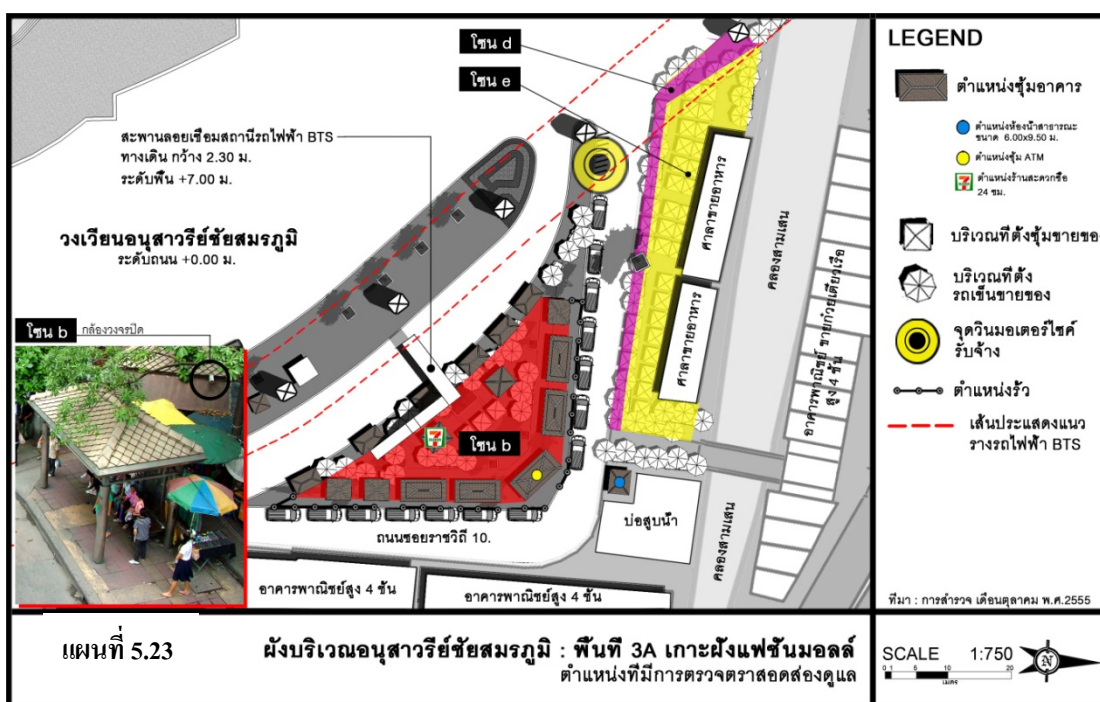 โซน d
โซน e
สะพานลอยเชื่อมสถานีรถไฟฟ้า BTS
ทางเดิน กว้าง 2.30 ม.
ระดับพื้น +7.00 ม.
วงเวียนอนุสาวรีย์ชัยสมรภูมิ
ระดับถนน +0.00 ม.
โซน b
กล้องวงจรปิด
ศาลาขายอาหาร
ศาลาขายอาหาร
คลองสามเสน
อาคารพาณิชย์ ขายก๋วยเตี๋ยวเรือ
สูง 4 ชั้น
7
โซน b
บ่อสูบน้ำ
คลองสามเสน
ถนนซอยราชวิถี 10.
อาคารพาณิชย์สูง 4 ชั้น
อาคารพาณิชย์สูง 4 ชั้น
LEGEND
ตำแหน่งซุ้มอาคาร
ตำแหน่งห้องน้ำสาธารณะ
ขนาด 6.00x9.50 ม.
ตำแหน่งซุ้ม ATM
7
ตำแหน่งร้านสะดวกซื้อ
24 ชม.
บริเวณที่ตั้งซุ้มขายของ
บริเวณที่ตั้ง
รถเข็นขายของ
จุดวินมอเตอร์ไซค์
รับจ้าง
ตำแหน่งรั้ว
เส้นประแสดงแนว
รางรถไฟฟ้า BTS
ที่มา : การสำรวจ เดือนตุลาคม พ.ศ.2555
แผนที่ 5.23
ผังบริเวณอนุสาวรีย์ชัยสมรภูมิ : พื้นที่ 3A เกาะฝั่งแฟชั่นมอลล์
ตำแหน่งที่มีการตรวจตราสอดส่องดูแล
SCALE 1:750
0 1 5 10 20
เมตร
N